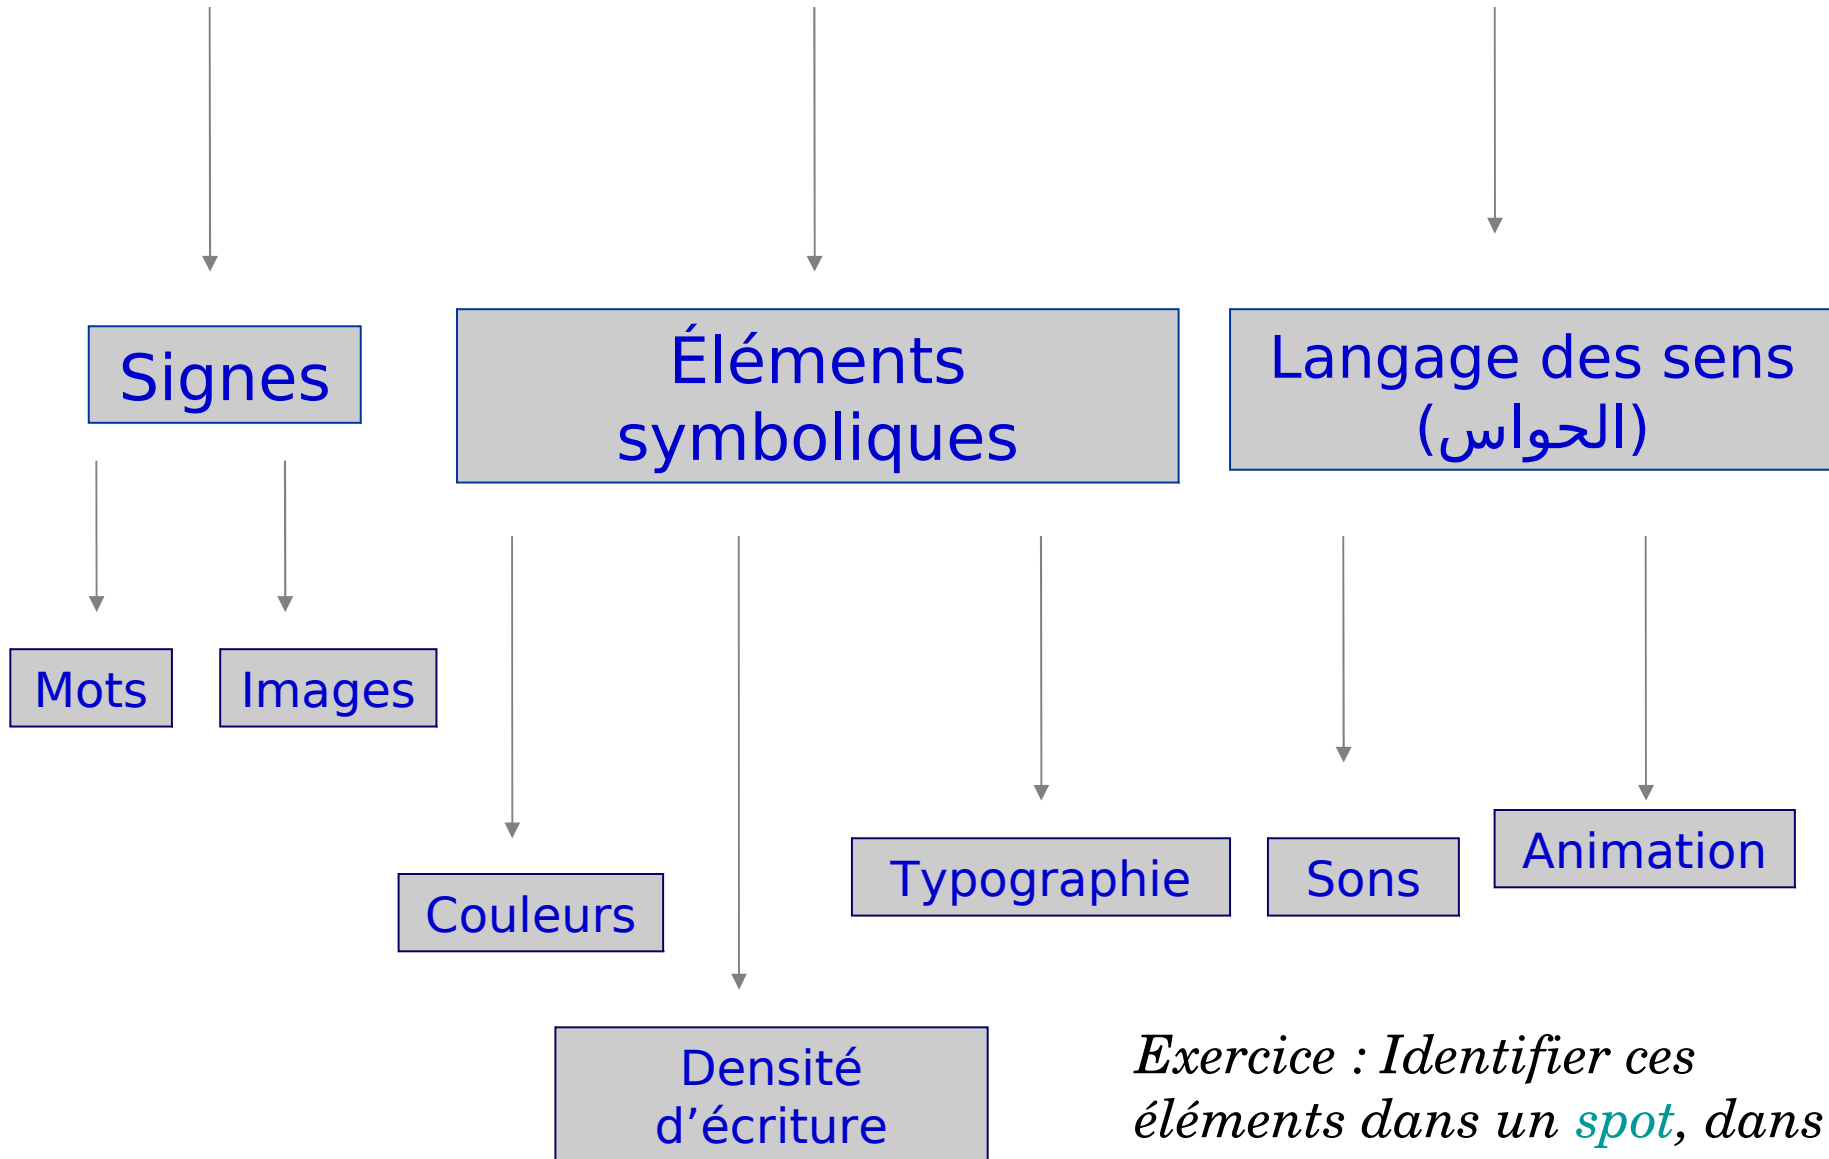 Signes
Éléments
symboliques
Langage des sens
(الحواس)
Mots
Images
Couleurs
Typographie
Sons
Animation
Densité
d’écriture
Exercice : Identifier ces
éléments dans un spot, dans